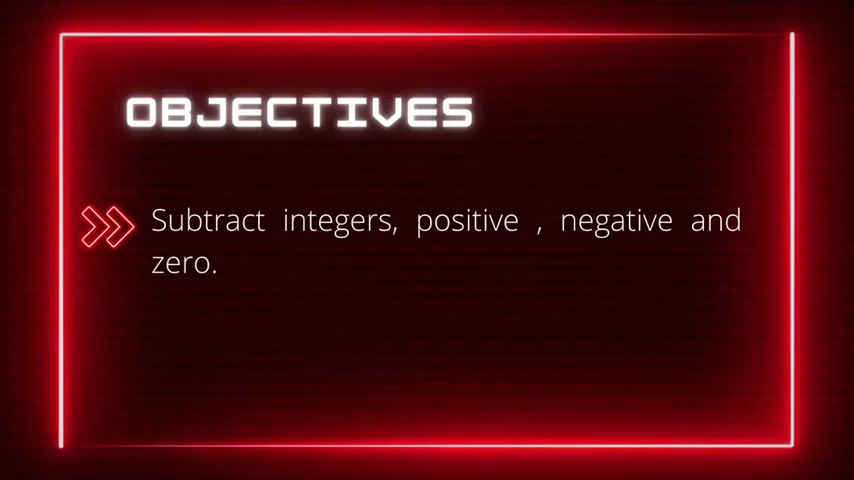 OBJECTIVES
Subtract integers, positive , negative and
zero.